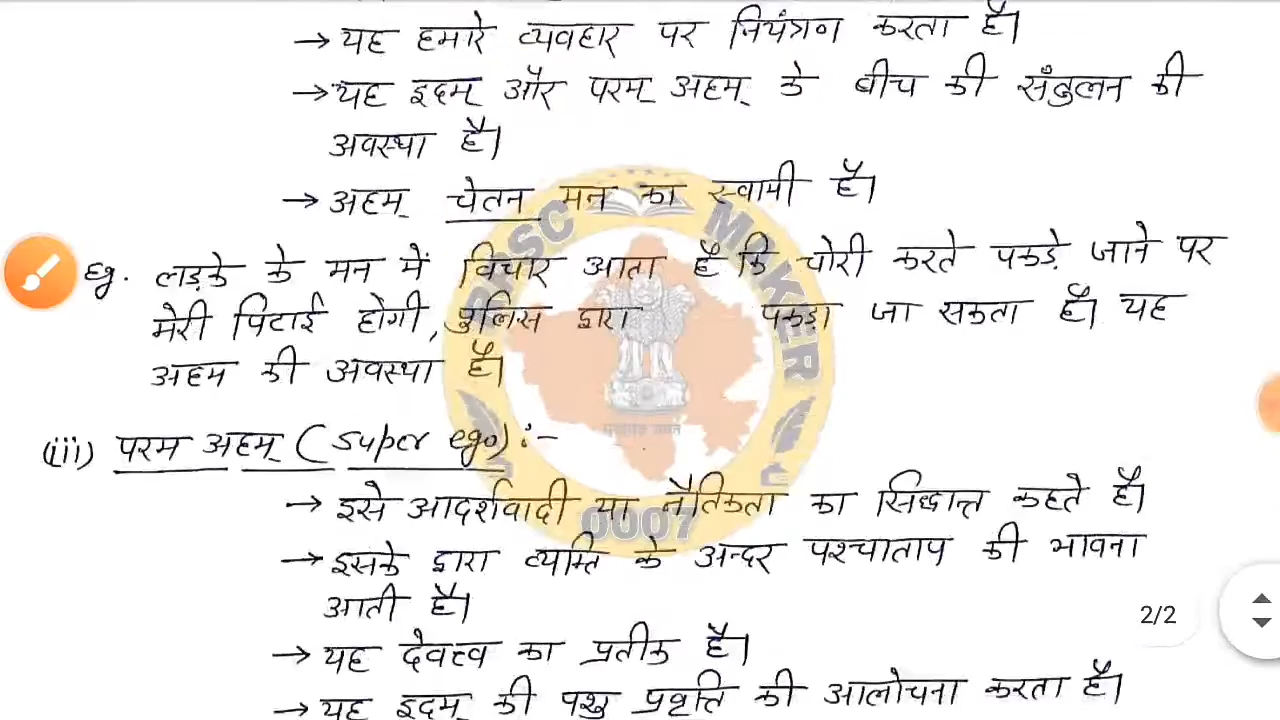 → यह हमारे व्यवहार पर नियंत्रण करता है।
→ यह इदम् और परम् अहम् के बीच की संतुलन की
अवस्था है।
→ अहम् चेतन मन का स्वामी है।
Eg. लड़के के मन में विचार आता है कि चोरी करते पकड़े जाने पर
मेरी पिटाई होगी, पुलिस द्वारा पकड़ा जा सकता है। यह
अहम की अवस्था है।
(iii) परम अहम् (Super ego) :-
→ इसे आदर्शवादी या नैतिकता का सिद्धान्त कहते है।
→ इसके द्वारा व्यक्ति के अन्दर पश्चाताप की भावना
आती है।
→ यह देवत्व का प्रतीक है।
→ यह इदम् की पशु प्रवृत्ति की आलोचना करता है।
2/2
MKER
0007